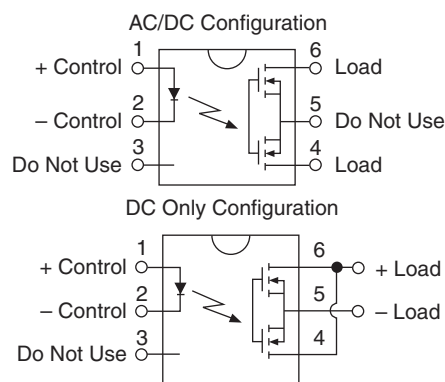 AC/DC Configuration
1 6
+ Control Load
2 5
– Control Do Not Use
3 4
Do Not Use Load
DC Only Configuration
1 6
+ Control + Load
2 5
– Control – Load
3 4
Do Not Use